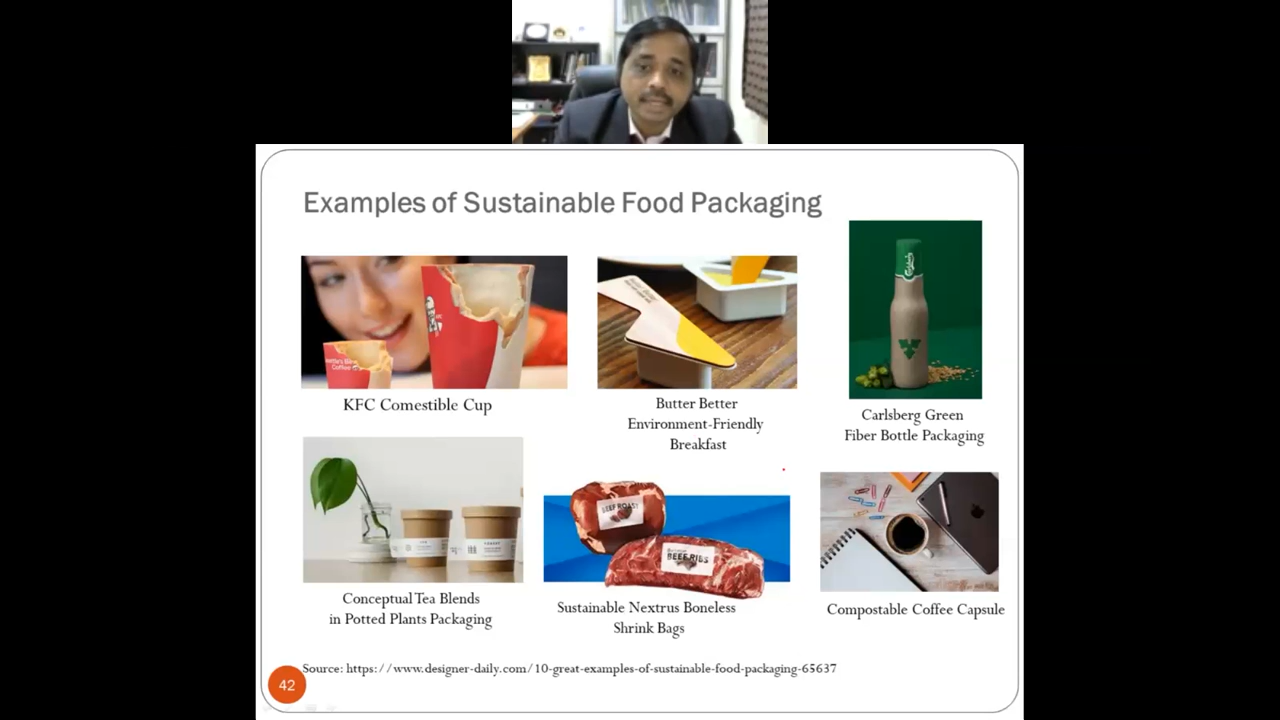 Examples of Sustainable Food Packaging
KFC Comestible Cup
Butter Better
Environment-Friendly
Breakfast
Carlsberg Green
Fiber Bottle Packaging
BEEF ROAST
BEEF RIBS
Conceptual Tea Blends
in Potted Plants Packaging
Sustainable Nextrus Boneless
Shrink Bags
Compostable Coffee Capsule
Source: https://www.designer-daily.com/10-great-examples-of-sustainable-food-packaging-65637
42